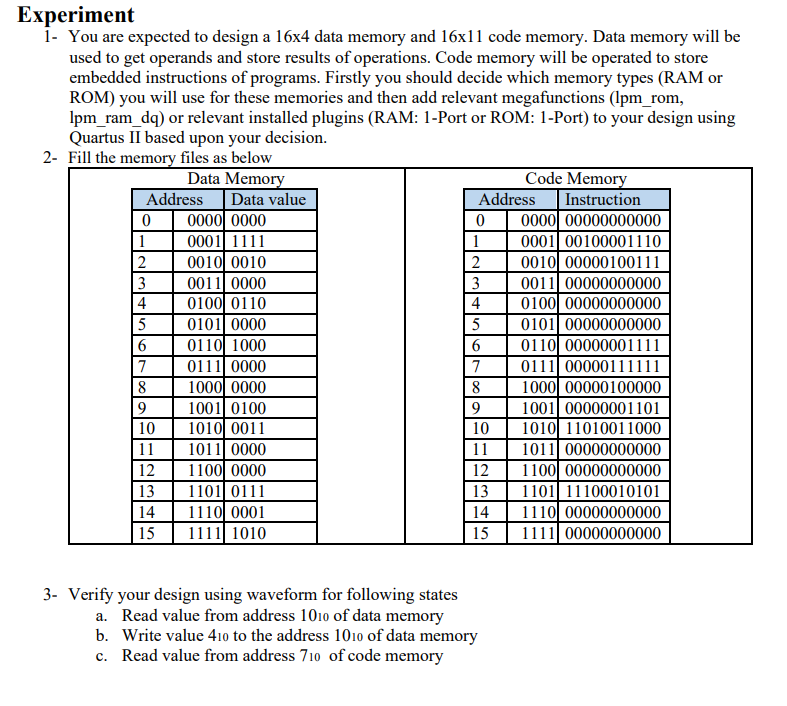 Experiment
1- You are expected to design a 16x4 data memory and 16x11 code memory. Data memory will be
used to get operands and store results of operations. Code memory will be operated to store
embedded instructions of programs. Firstly you should decide which memory types (RAM or
ROM) you will use for these memories and then add relevant megafunctions (lpm_rom,
lpm_ram_dq) or relevant installed plugins (RAM: 1-Port or ROM: 1-Port) to your design using
Quartus II based upon your decision.
2- Fill the memory files as below
Data Memory Code Memory
Address Data value Address Instruction
0 0000 0000 0 0000 00000000000
1 0001 1111 1 0001 00100001110
2 0010 0010 2 0010 00000100111
3 0011 0000 3 0011 00000000000
4 0100 0110 4 0100 00000000000
5 0101 0000 5 0101 00000000000
6 0110 1000 6 0110 00000001111
7 0111 0000 7 0111 00000111111
8 1000 0000 8 1000 00000100000
9 1001 0100 9 1001 00000001101
10 1010 0011 10 1010 11010011000
11 1011 0000 11 1011 00000000000
12 1100 0000 12 1100 00000000000
13 1101 0111 13 1101 11100010101
14 1110 0001 14 1110 00000000000
15 1111 1010 15 1111 00000000000
3- Verify your design using waveform for following states
a. Read value from address 10₁₀ of data memory
b. Write value 4₁₀ to the address 10₁₀ of data memory
c. Read value from address 7₁₀ of code memory